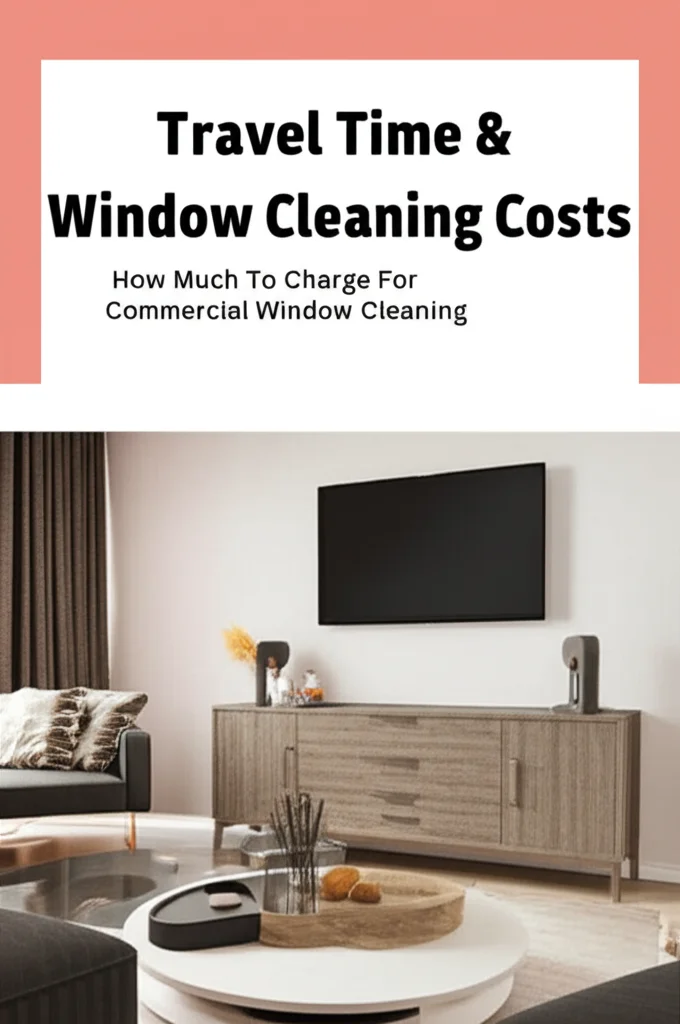 Travel Time &
Window Cleaning Costs
How Much To Charge For
Commercial Window Cleaning